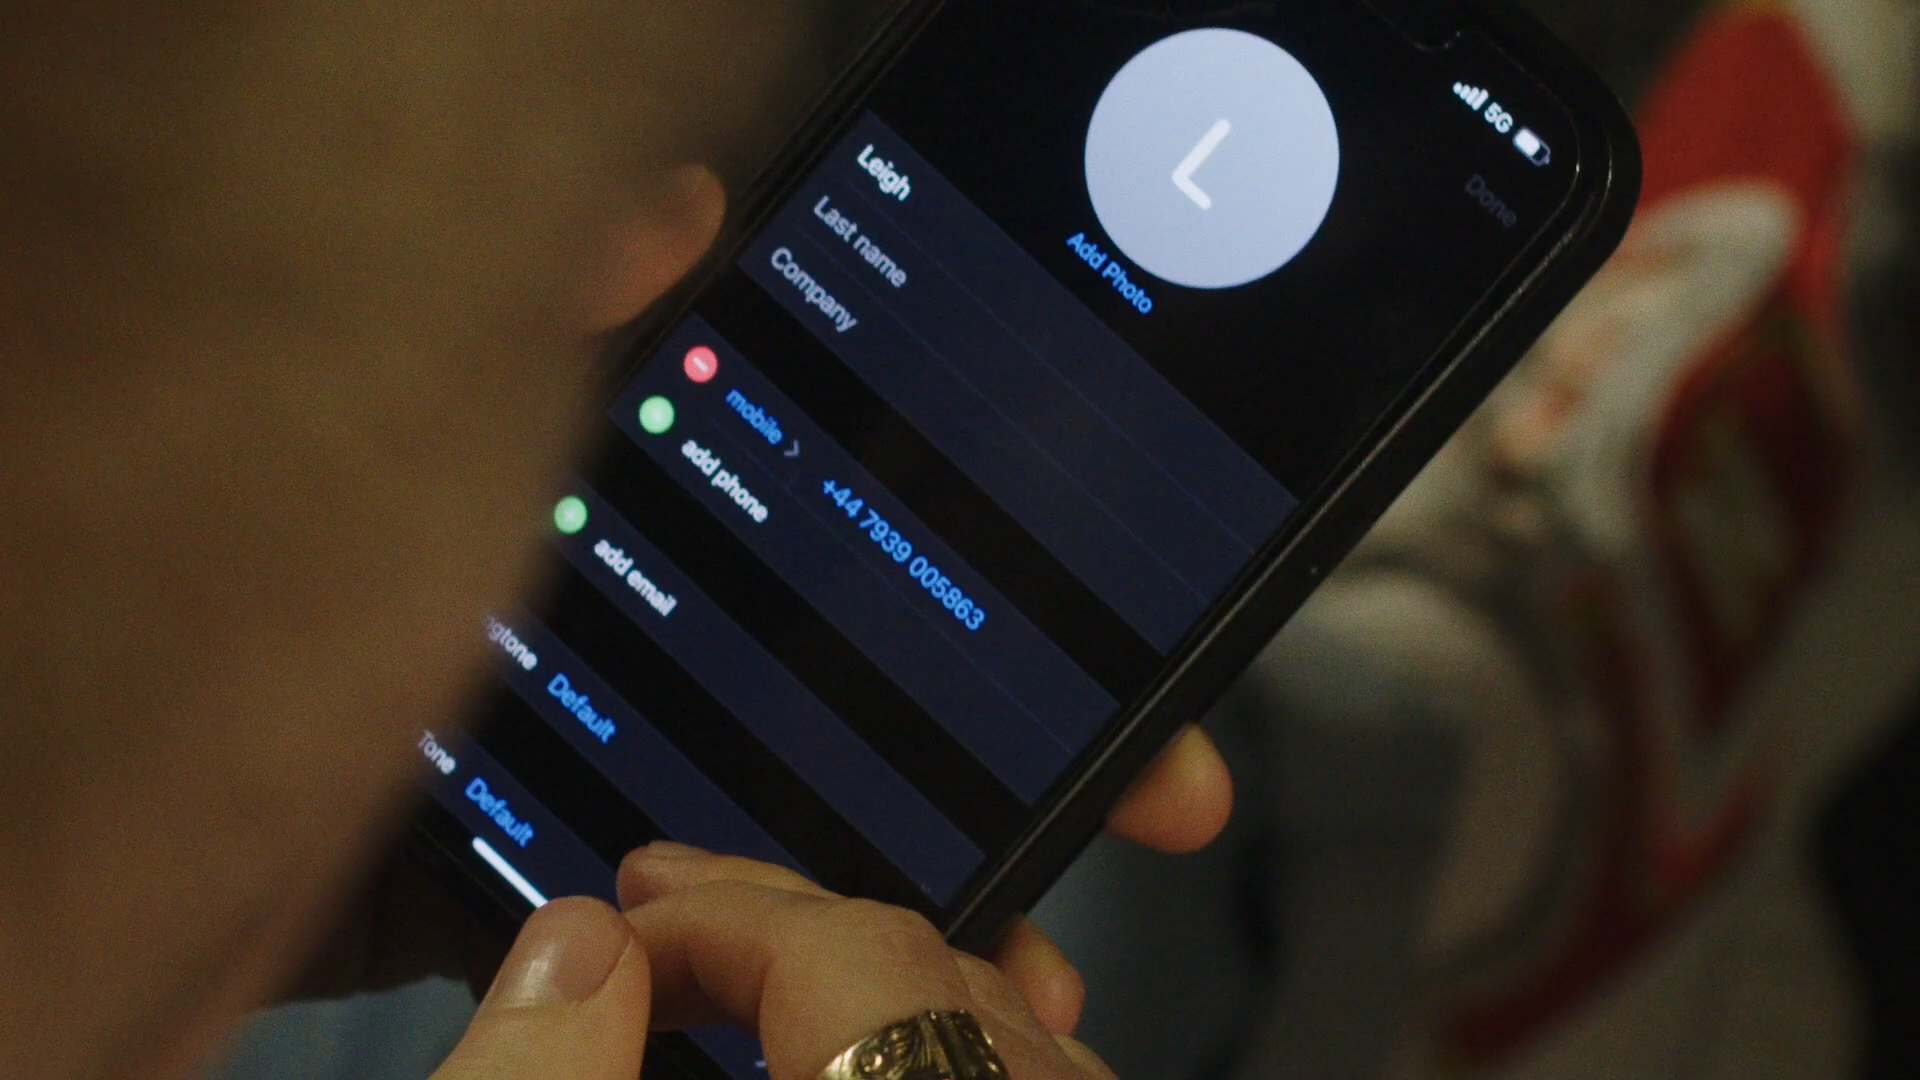 5G
Done
L
Add Photo
Leigh
Last name
Company
mobile
+44 7939 005863
add phone
add email
ngtone Default
Tone Default